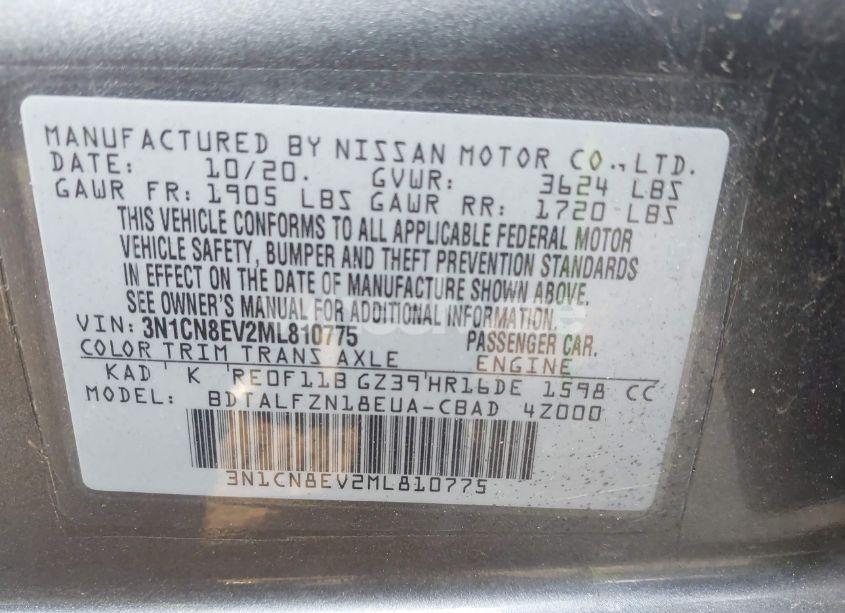 MANUFACTURED BY NISSAN MOTOR CO.,LTD.
DATE: 10/20. GVWR: 3624 LBS
GAWR FR: 1905 LBS GAWR RR: 1720 LBS
THIS VEHICLE CONFORMS TO ALL APPLICABLE FEDERAL MOTOR
VEHICLE SAFETY, BUMPER AND THEFT PREVENTION STANDARDS
IN EFFECT ON THE DATE OF MANUFACTURE SHOWN ABOVE.
SEE OWNER'S MANUAL FOR ADDITIONAL INFORMATION.
VIN: 3N1CN8EV2ML810775 PASSENGER CAR.
COLOR TRIM TRANS AXLE ENGINE
KAD K RE0F11B GZ39 HR16DE 1598 CC
MODEL: BDTALFZN18EUA-CBAD 4Z000
3N1CN8EV2ML810775